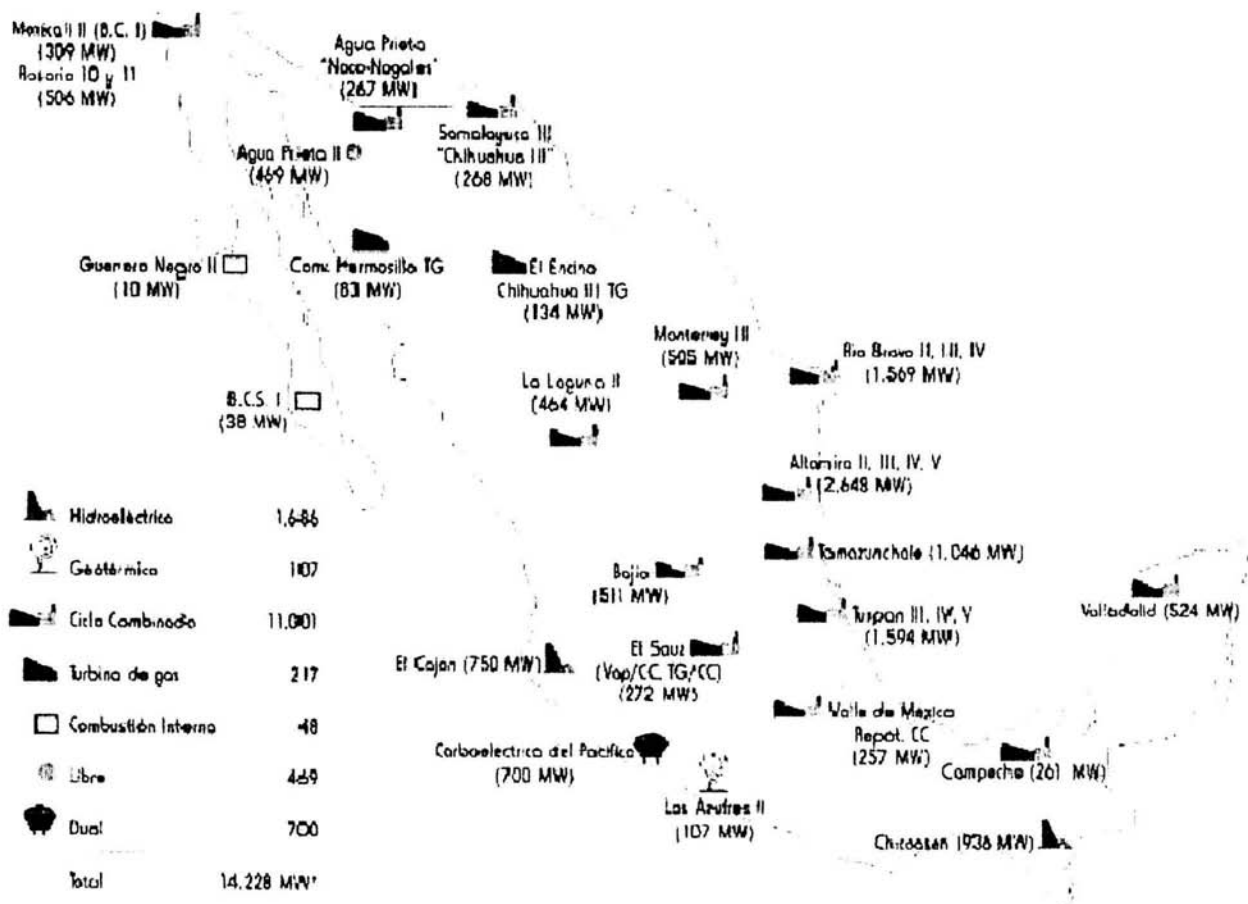 Mexicali II (B.C. I)
(309 MW)
Rosarito 10 y 11
(506 MW)
Agua Prieta
"Naco-Nogales"
(267 MW)
Agua Prieta II
(469 MW)
Samalayuca III
"Chihuahua III"
(268 MW)
Guerrero Negro II
(10 MW)
Conv. Hermosillo TG
(83 MW)
El Encino
Chihuahua III TG
(134 MW)
Monterrey III
(505 MW)
Rio Bravo II, III, IV
(1,569 MW)
La Laguna II
(464 MW)
B.C.S. I
(38 MW)
Altamira II, III, IV, V
(2,648 MW)
Tamazunchale (1,046 MW)
Bajio
(511 MW)
Tuxpan III, IV, V
(1,594 MW)
Valladolid (524 MW)
El Cajon (750 MW)
El Sauz
(Vap/CC, TG/CC)
(272 MW)
Valle de Mexico
Repot. CC
(257 MW)
Carboelectrica del Pacifico
(700 MW)
Los Azufres II
(107 MW)
Campeche (261 MW)
Chicoasen (936 MW)
Hidroeléctrica 1,686
Geotérmica 107
Ciclo Combinado 11,001
Turbina de gas 217
Combustión Interna 48
Libre 469
Dual 700
Total 14,228 MW*